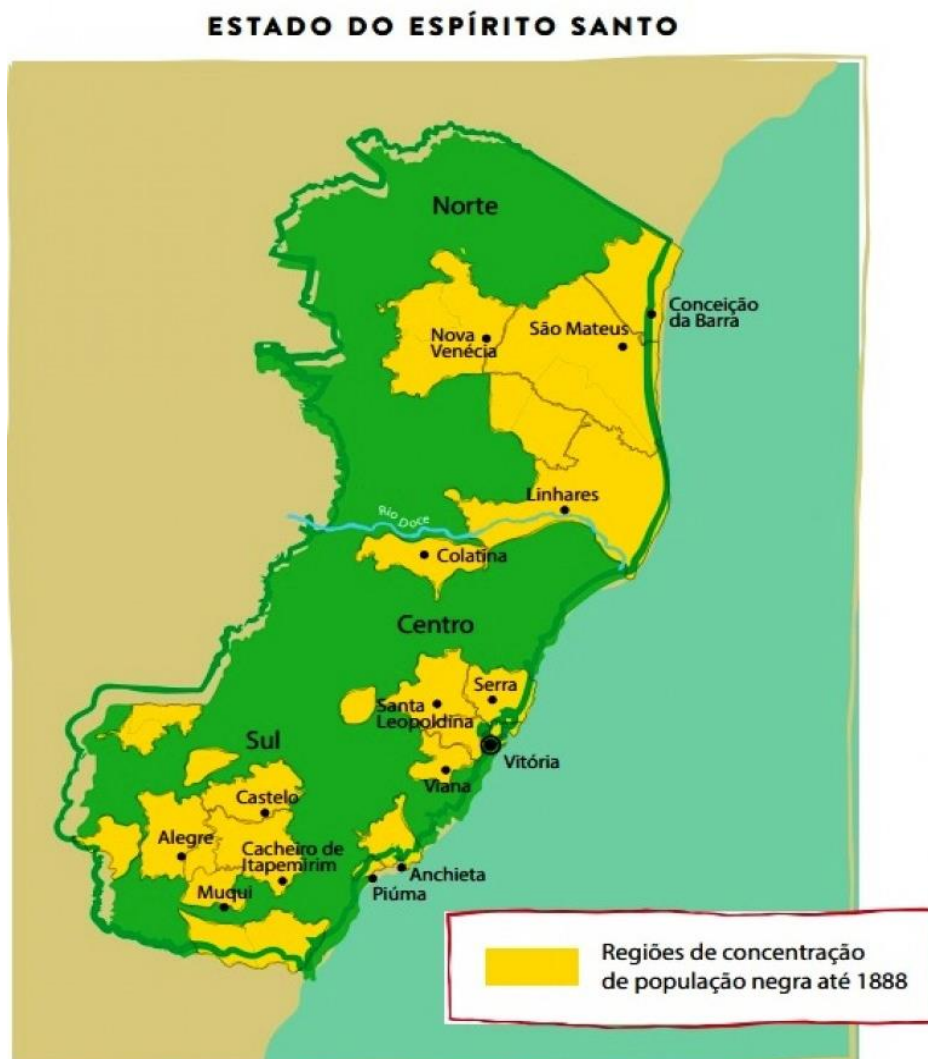 ESTADO DO ESPÍRITO SANTO
Norte
Conceição
da Barra
São Mateus
Nova
Venécia
Linhares
Rio Doce
Colatina
Centro
Serra
Santa
Leopoldina
Sul
Vitória
Viana
Castelo
Alegre
Cacheiro de
Itapemirim
Anchieta
Piúma
Muqui
Regiões de concentração
de população negra até 1888